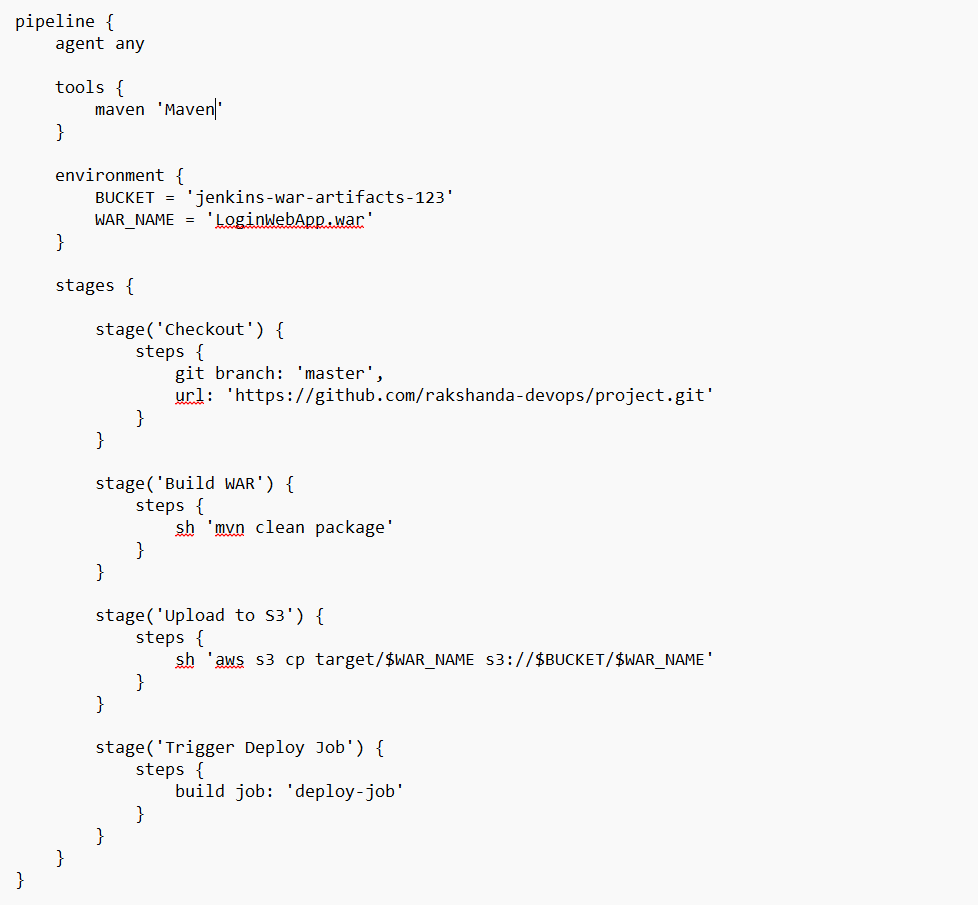 pipeline {
    agent any

    tools {
        maven 'Maven'
    }

    environment {
        BUCKET = 'jenkins-war-artifacts-123'
        WAR_NAME = 'LoginWebApp.war'
    }

    stages {

        stage('Checkout') {
            steps {
                git branch: 'master',
                url: 'https://github.com/rakshanda-devops/project.git'
            }
        }

        stage('Build WAR') {
            steps {
                sh 'mvn clean package'
            }
        }

        stage('Upload to S3') {
            steps {
                sh 'aws s3 cp target/$WAR_NAME s3://$BUCKET/$WAR_NAME'
            }
        }

        stage('Trigger Deploy Job') {
            steps {
                build job: 'deploy-job'
            }
        }
    }
}